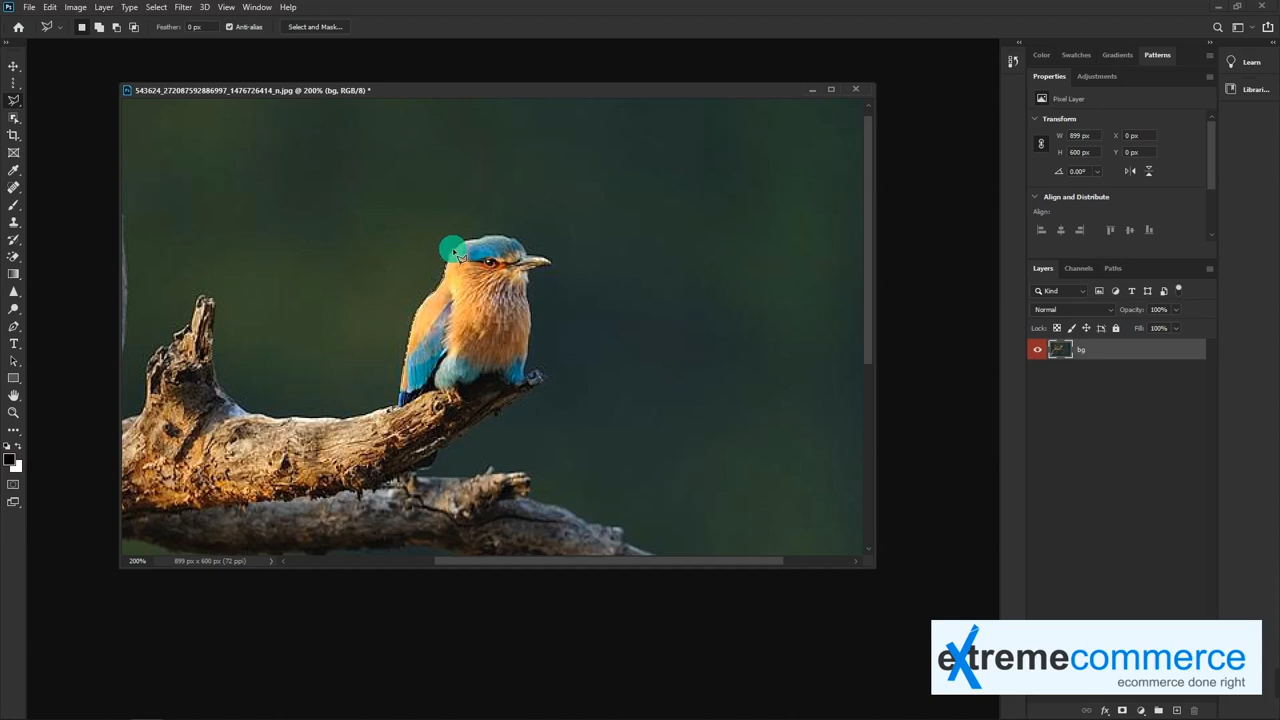 File Edit Image Layer Type Select Filter 3D View Window Help
Feather: 0 px Anti-alias Select and Mask...
543624_272087592886997_1476726414_n.jpg @ 200% (bg, RGB/8) *
200% 899 px x 600 px (72 ppi)
Color Swatches Gradients Patterns
Properties Adjustments
Pixel Layer
Transform
W 899 px X 0 px
H 600 px Y 0 px
0.00°
Align and Distribute
Align:
Layers Channels Paths
Kind
Normal Opacity: 100%
Lock: Fill: 100%
bg
Learn
Librari...
extremecommerce
ecommerce done right